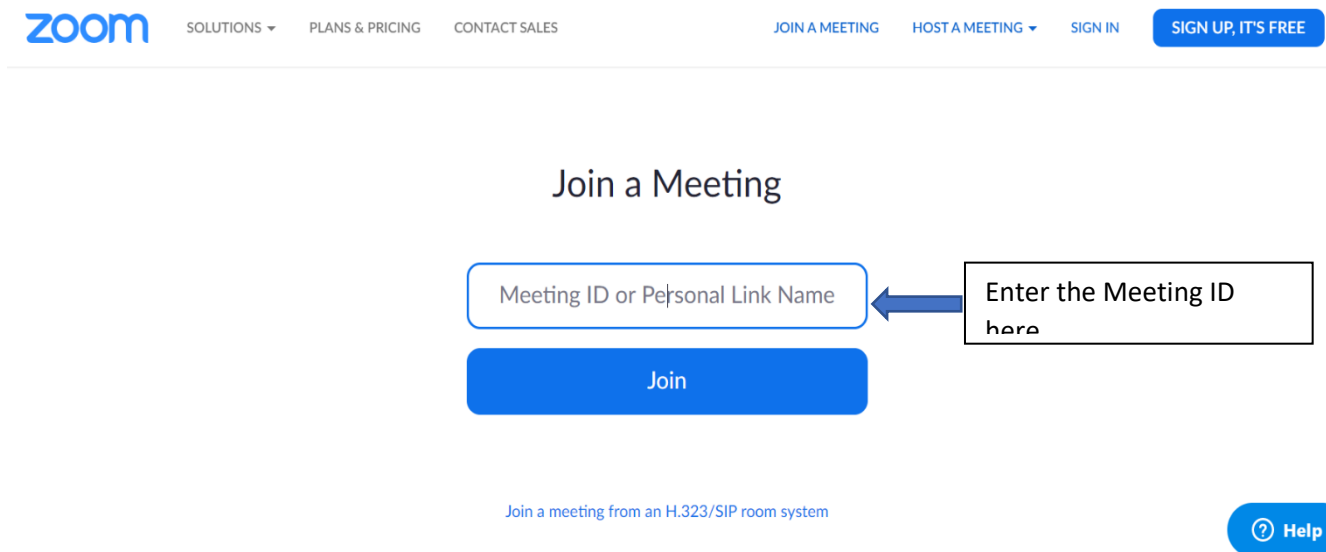 zoom SOLUTIONS PLANS & PRICING CONTACT SALES JOIN A MEETING HOST A MEETING SIGN IN SIGN UP, IT'S FREE
Join a Meeting
Meeting ID or Personal Link Name
Enter the Meeting ID
here
Join
Join a meeting from an H.323/SIP room system
? Help